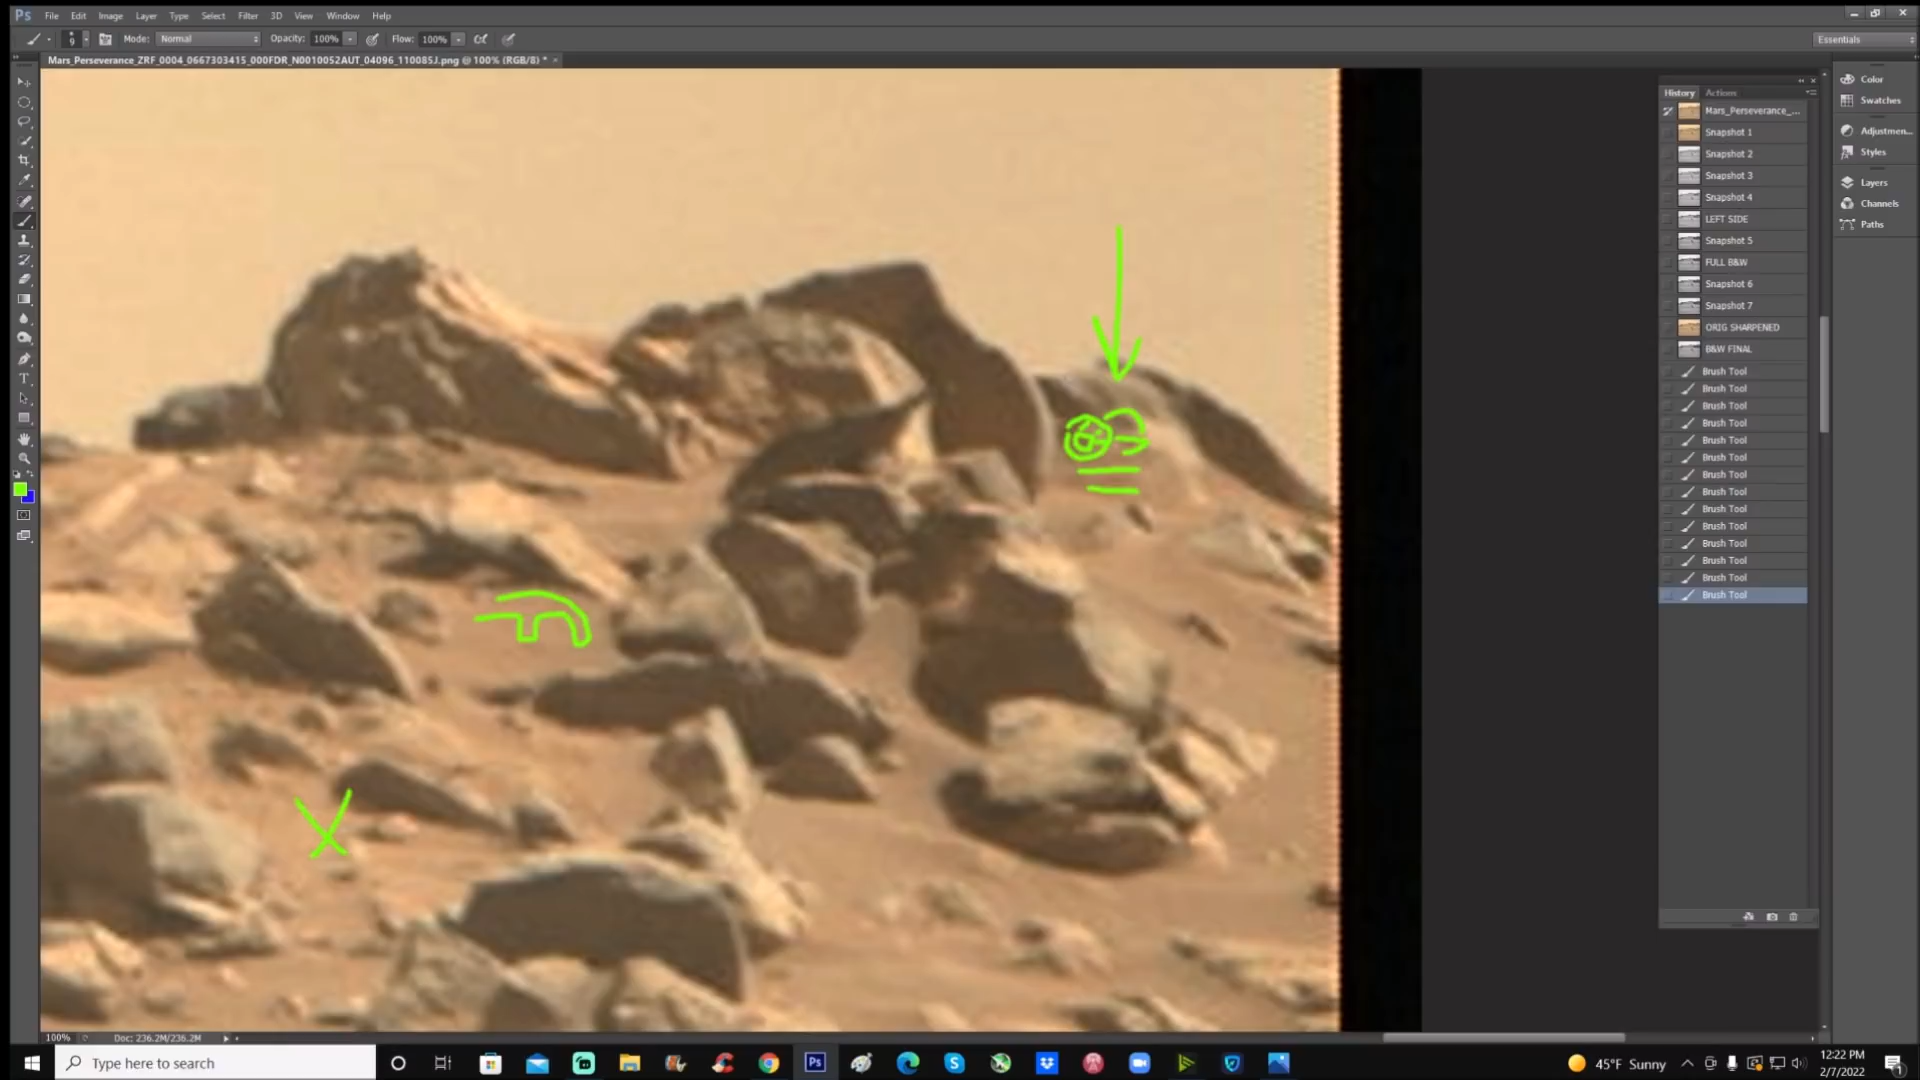 Ps File Edit Image Layer Type Select Filter 3D View Window Help
9 Mode: Normal Opacity: 100% Flow: 100% Essentials
Mars_Perseverance_ZRF_0004_0667303415_000FDR_N0010052AUT_04096_110085J.png @ 100% (RGB/8) * ×
History Actions
Mars_Perseverance_...
Snapshot 1
Snapshot 2
Snapshot 3
Snapshot 4
LEFT SIDE
Snapshot 5
FULL B&W
Snapshot 6
Snapshot 7
ORIG SHARPENED
B&W FINAL
Brush Tool
Brush Tool
Brush Tool
Brush Tool
Brush Tool
Brush Tool
Brush Tool
Brush Tool
Brush Tool
Brush Tool
Brush Tool
Brush Tool
Brush Tool
Brush Tool
Color
Swatches
Adjustmen...
Styles
Layers
Channels
Paths
X
100% Doc: 236.2M/236.2M
Type here to search
Ps
45°F Sunny
12:22 PM
2/7/2022
1